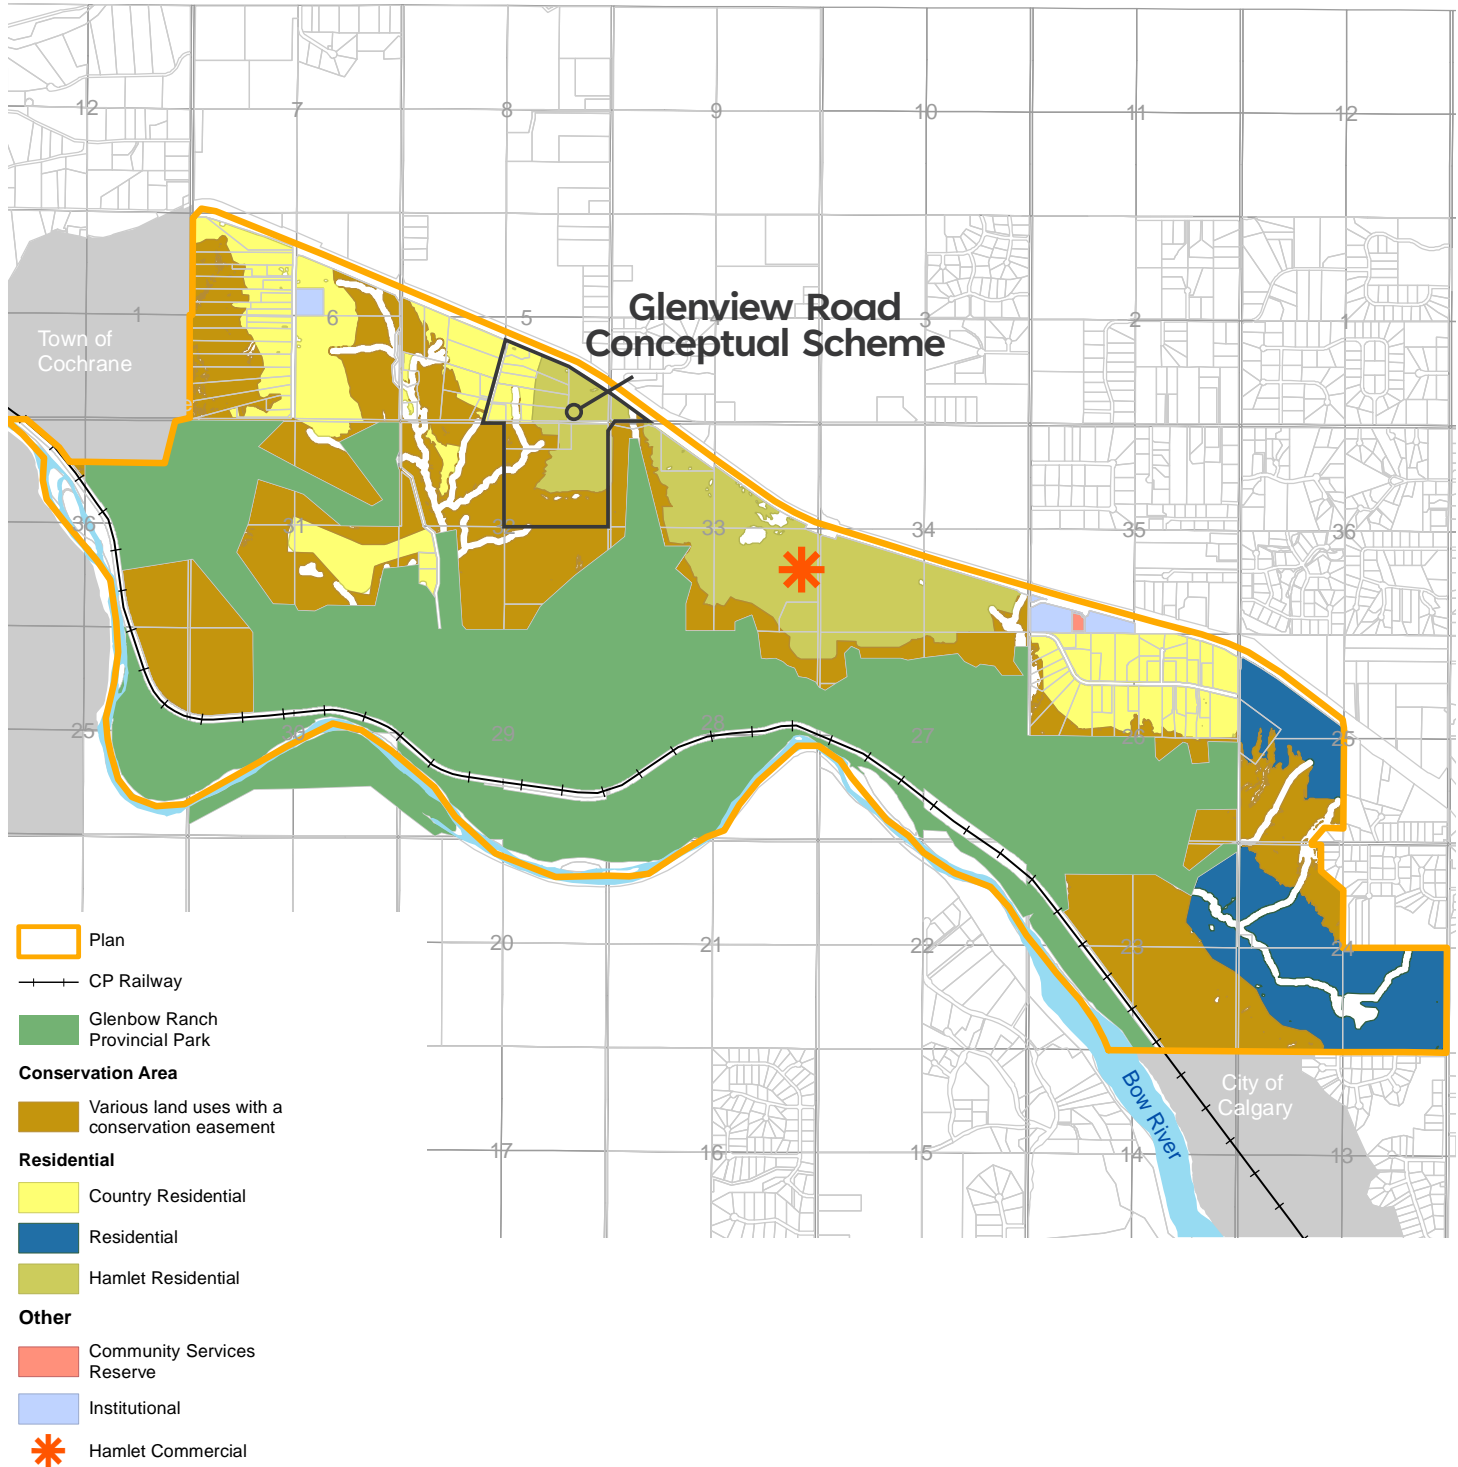 12
7
8
9
10
11
12
1
6
5
Glenview Road
Conceptual Scheme
3
2
1
Town of
Cochrane
36
31
32
33
34
35
36
25
30
29
28
27
26
25
20
21
22
23
24
17
16
15
14
13
Bow River
City of
Calgary
Plan
CP Railway
Glenbow Ranch
Provincial Park
Conservation Area
Various land uses with a
conservation easement
Residential
Country Residential
Residential
Hamlet Residential
Other
Community Services
Reserve
Institutional
Hamlet Commercial